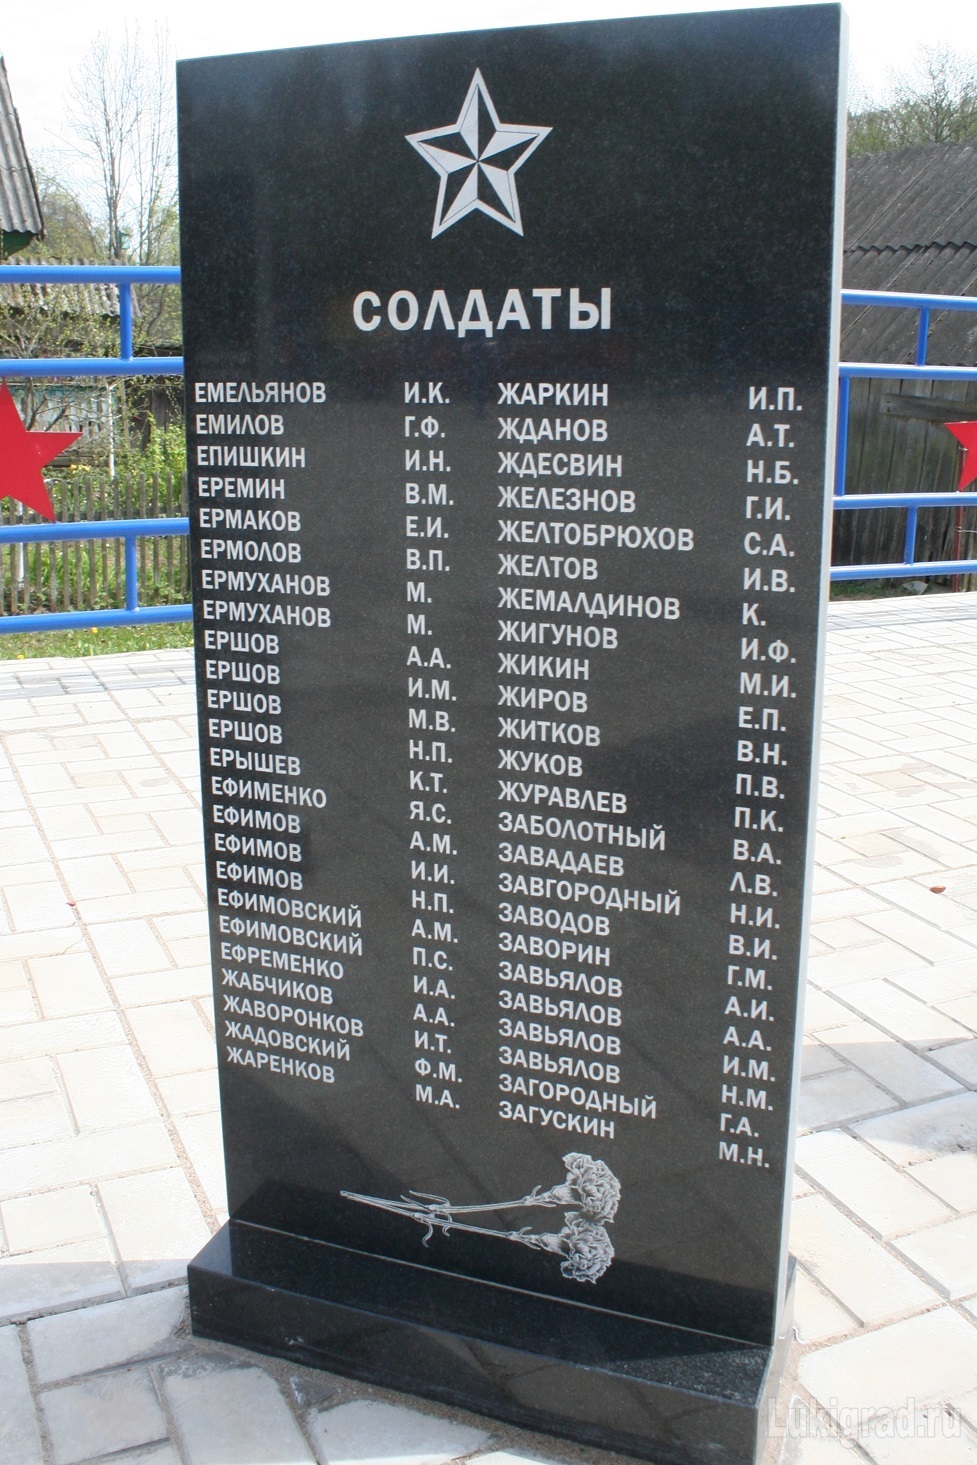 СОЛДАТЫ
ЕМЕЛЬЯНОВ И.К.
ЕМИЛОВ Г.Ф.
ЕПИШКИН И.Н.
ЕРЕМИН В.М.
ЕРМАКОВ Е.И.
ЕРМОЛОВ В.П.
ЕРМУХАНОВ М.
ЕРМУХАНОВ М.
ЕРШОВ А.А.
ЕРШОВ И.М.
ЕРШОВ М.В.
ЕРШОВ Н.П.
ЕРЫШЕВ К.Т.
ЕФИМЕНКО Я.С.
ЕФИМОВ А.М.
ЕФИМОВ И.И.
ЕФИМОВ Н.П.
ЕФИМОВСКИЙ А.М.
ЕФИМОВСКИЙ П.С.
ЕФРЕМЕНКО И.А.
ЖАБЧИКОВ А.А.
ЖАВОРОНКОВ И.Т.
ЖАДОВСКИЙ Ф.М.
ЖАРЕНКОВ М.А.
ЖАРКИН И.П.
ЖДАНОВ А.Т.
ЖДЕСВИН Н.Б.
ЖЕЛЕЗНОВ Г.И.
ЖЕЛТОБРЮХОВ С.А.
ЖЕЛТОВ И.В.
ЖЕМАЛДИНОВ К.
ЖИГУНОВ И.Ф.
ЖИКИН М.И.
ЖИРОВ Е.П.
ЖИТКОВ В.Н.
ЖУКОВ П.В.
ЖУРАВЛЕВ П.К.
ЗАБОЛОТНЫЙ В.А.
ЗАВАДАЕВ Л.В.
ЗАВГОРОДНЫЙ Н.И.
ЗАВОДОВ В.И.
ЗАВОРИН Г.М.
ЗАВЬЯЛОВ А.И.
ЗАВЬЯЛОВ А.А.
ЗАВЬЯЛОВ И.М.
ЗАВЬЯЛОВ Н.М.
ЗАГОРОДНЫЙ Г.А.
ЗАГУСКИН М.Н.
Lukigrad.ru